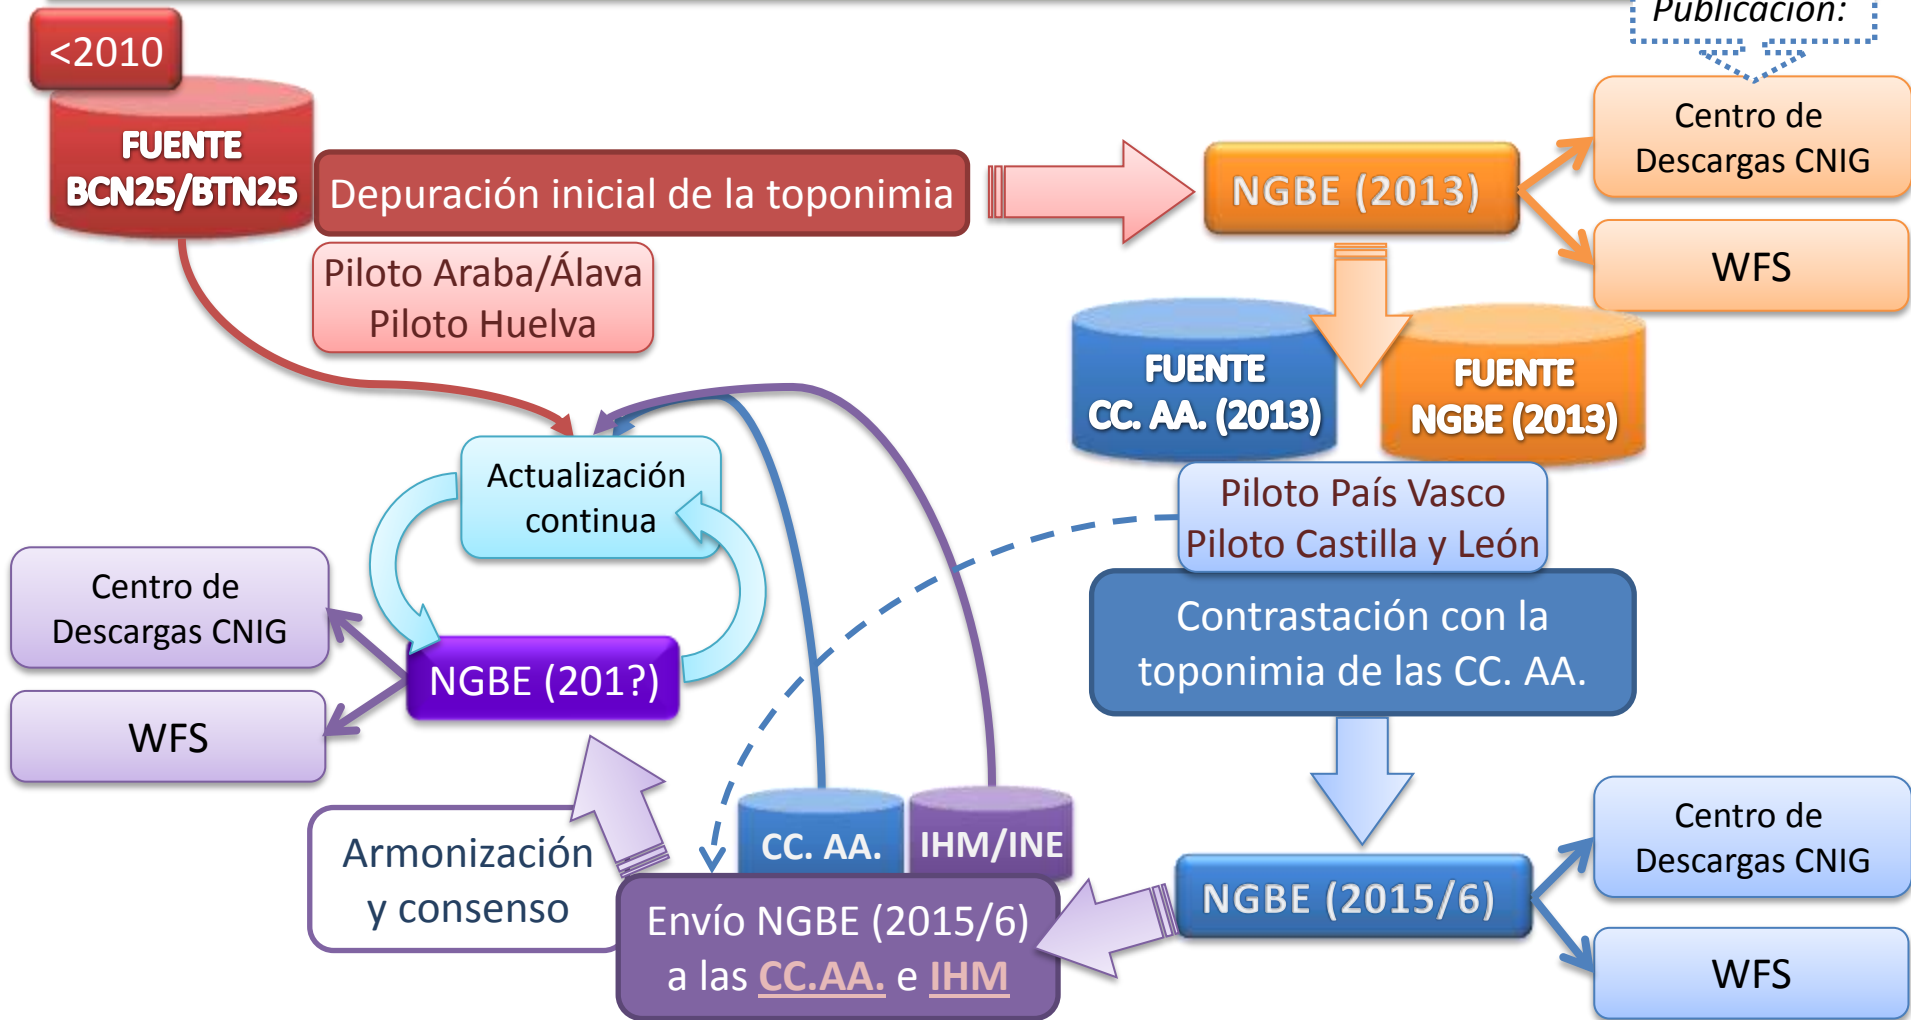 Publicación:
<2010
FUENTE
BCN25/BTN25
Depuración inicial de la toponimia
Piloto Araba/Álava
Piloto Huelva
NGBE (2013)
Centro de
Descargas CNIG
WFS
FUENTE
CC. AA. (2013)
FUENTE
NGBE (2013)
Piloto País Vasco
Piloto Castilla y León
Contrastación con la
toponimia de las CC. AA.
Actualización
continua
Centro de
Descargas CNIG
NGBE (201?)
WFS
Armonización
y consenso
CC. AA.
IHM/INE
Envío NGBE (2015/6)
a las CC.AA. e IHM
NGBE (2015/6)
Centro de
Descargas CNIG
WFS